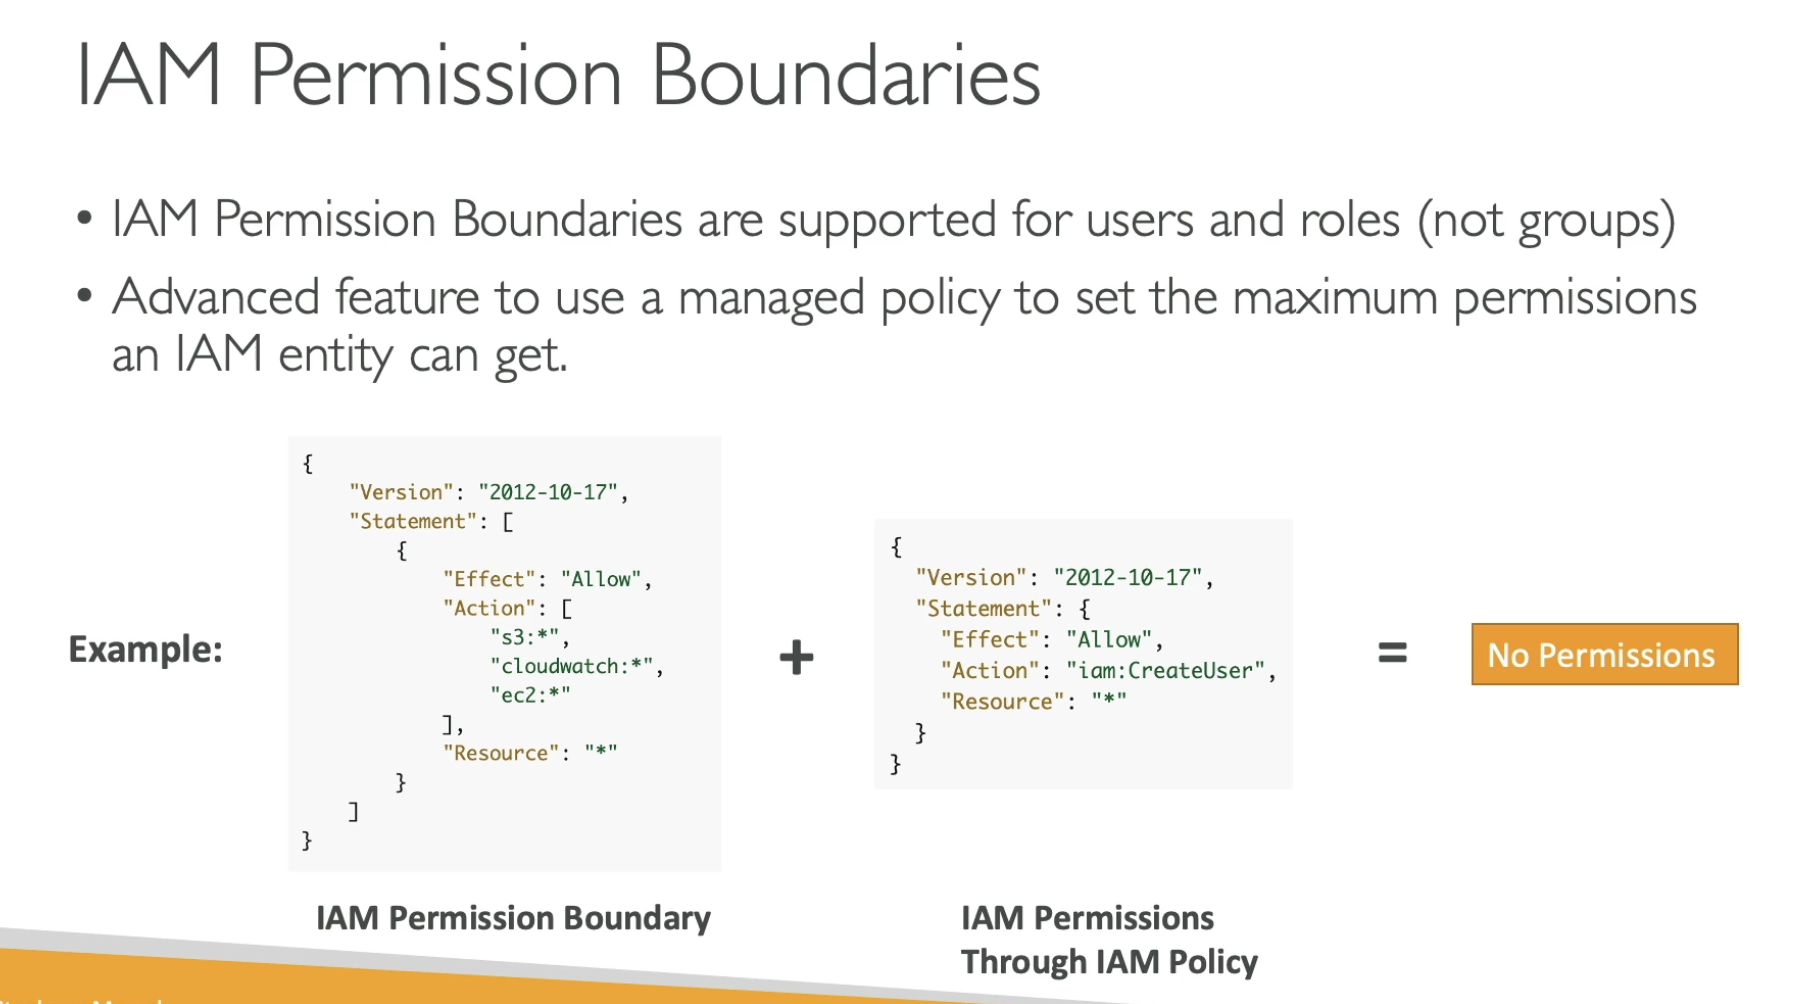 IAM Permission Boundaries
• IAM Permission Boundaries are supported for users and roles (not groups)
• Advanced feature to use a managed policy to set the maximum permissions
an IAM entity can get.
Example:
{
    "Version": "2012-10-17",
    "Statement": [
        {
            "Effect": "Allow",
            "Action": [
                "s3:*",
                "cloudwatch:*",
                "ec2:*"
            ],
            "Resource": "*"
        }
    ]
}
IAM Permission Boundary
+
{
  "Version": "2012-10-17",
  "Statement": {
    "Effect": "Allow",
    "Action": "iam:CreateUser",
    "Resource": "*"
  }
}
IAM Permissions
Through IAM Policy
=
No Permissions